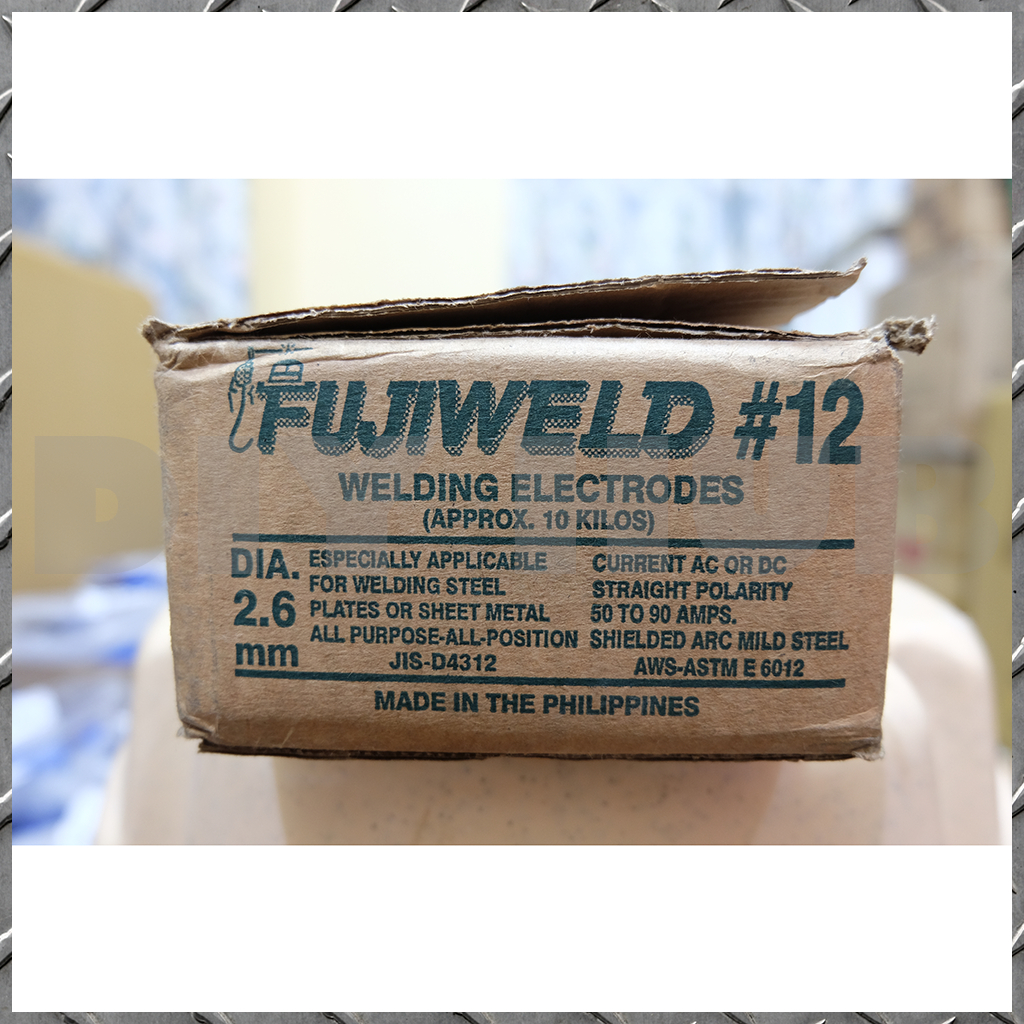 FUJIWELD #12
WELDING ELECTRODES
(APPROX. 10 KILOS)
DIA.
2.6
mm
ESPECIALLY APPLICABLE
FOR WELDING STEEL
PLATES OR SHEET METAL
ALL PURPOSE-ALL-POSITION
JIS-D4312
CURRENT AC OR DC
STRAIGHT POLARITY
50 TO 90 AMPS.
SHIELDED ARC MILD STEEL
AWS-ASTM E 6012
MADE IN THE PHILIPPINES